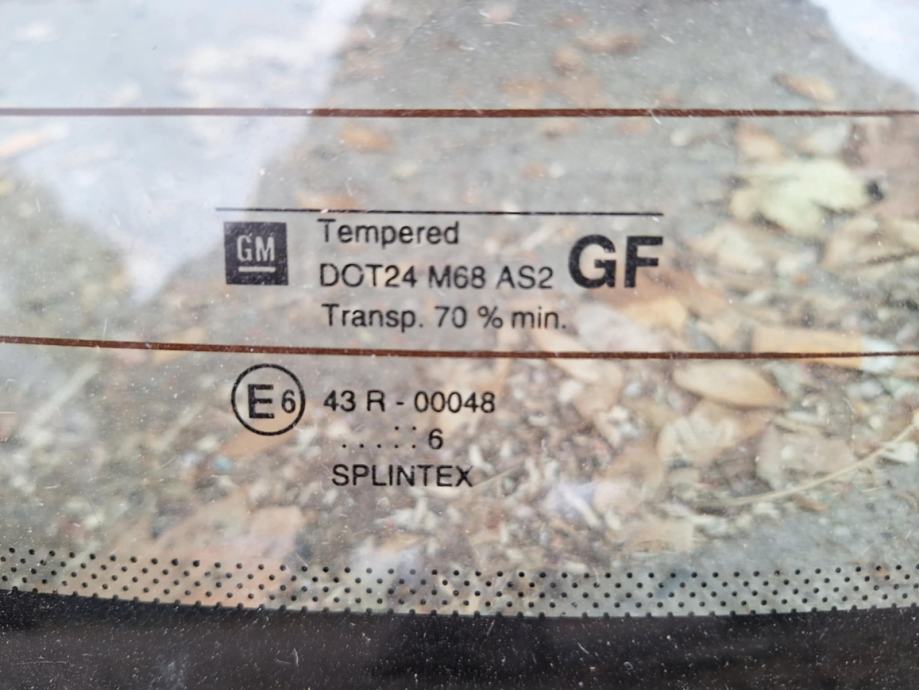 GM
Tempered
DOT24 M68 AS2 GF
Transp. 70 % min.
E6 43 R - 00048
. . . . : : 6
SPLINTEX